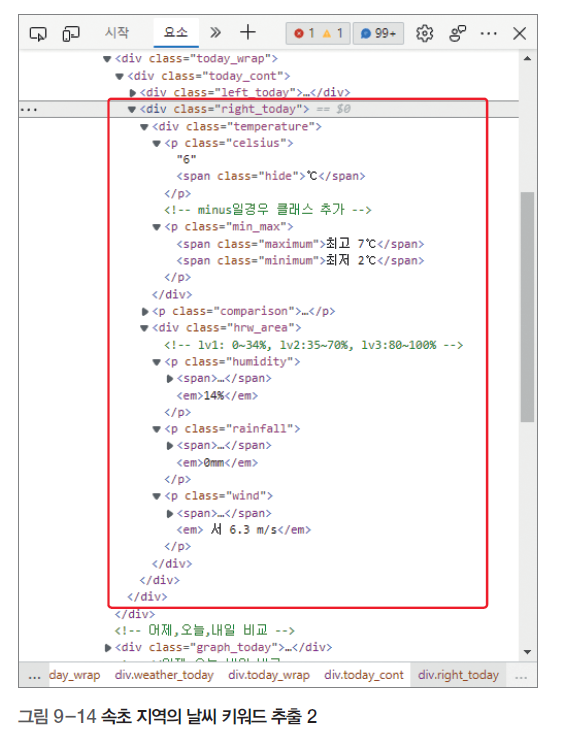 시작 요소 1 1 99+
▼<div class="today_wrap">
▼<div class="today_cont">
▶<div class="left_today">…</div>
... ▼<div class="right_today"> == $0
▼<div class="temperature">
▼<p class="celsius">
"6"
<span class="hide">℃</span>
</p>
<!-- minus일경우 클래스 추가 -->
▼<p class="min_max">
<span class="maximum">최고 7℃</span>
<span class="minimum">최저 2℃</span>
</p>
</div>
▶<p class="comparison">…</p>
▼<div class="hrw_area">
<!-- lv1: 0~34%, lv2:35~70%, lv3:80~100% -->
▼<p class="humidity">
▶<span>…</span>
<em>14%</em>
</p>
▼<p class="rainfall">
▶<span>…</span>
<em>0mm</em>
</p>
▼<p class="wind">
▶<span>…</span>
<em> 서 6.3 m/s</em>
</p>
</div>
</div>
</div>
</div>
<!-- 어제,오늘,내일 비교 -->
▶<div class="graph_today">…</div>
... day_wrap div.weather_today div.today_wrap div.today_cont div.right_today ...
그림 9-14 속초 지역의 날씨 키워드 추출 2